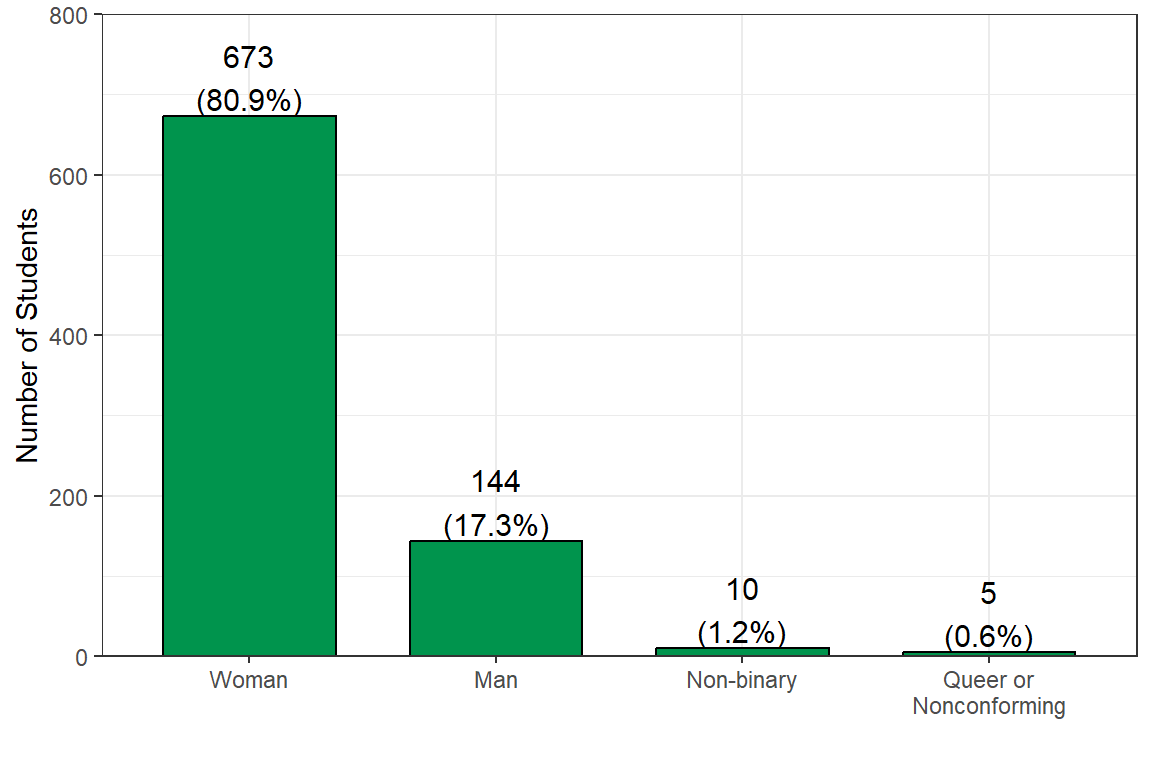 Number of Students
800
600
400
200
0
673
(80.9%)
144
(17.3%)
10
(1.2%)
5
(0.6%)
Woman
Man
Non-binary
Queer or
Nonconforming